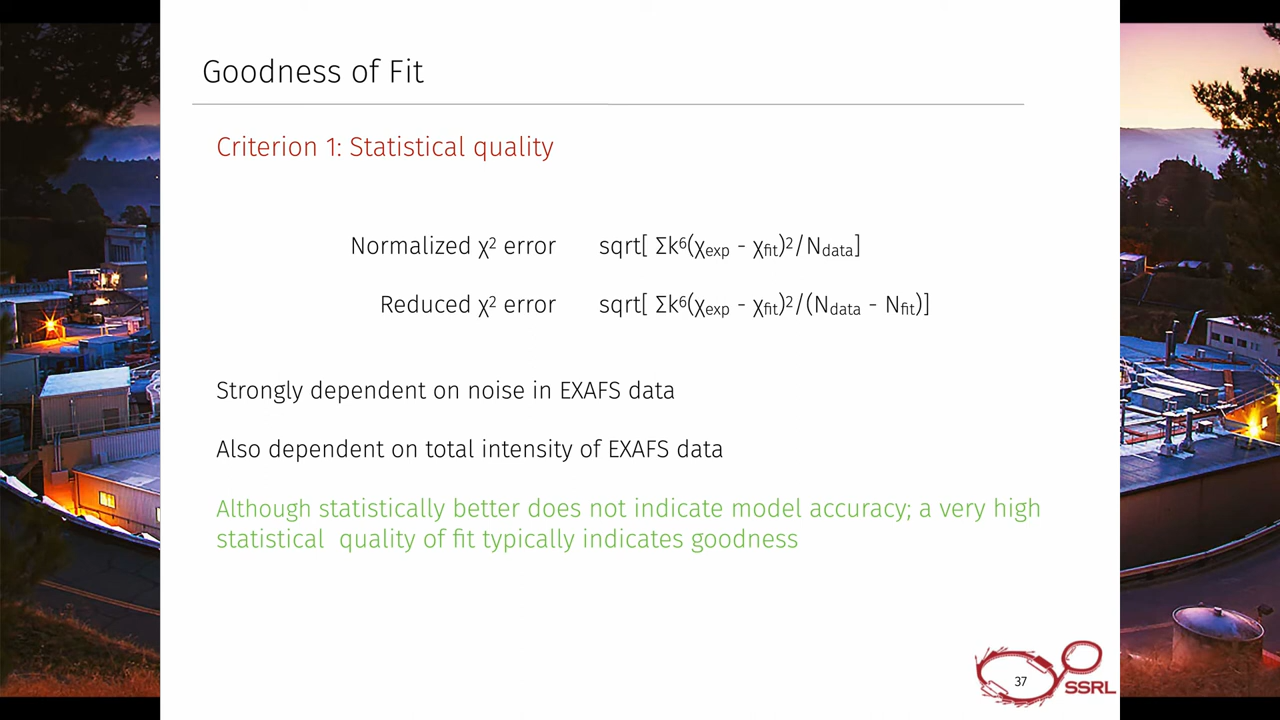 Goodness of Fit
Criterion 1: Statistical quality
Normalized χ² error sqrt[ Σk⁶(χexp - χfit)²/Ndata]
Reduced χ² error sqrt[ Σk⁶(χexp - χfit)²/(Ndata - Nfit)]
Strongly dependent on noise in EXAFS data
Also dependent on total intensity of EXAFS data
Although statistically better does not indicate model accuracy; a very high
statistical quality of fit typically indicates goodness
37
SSRL